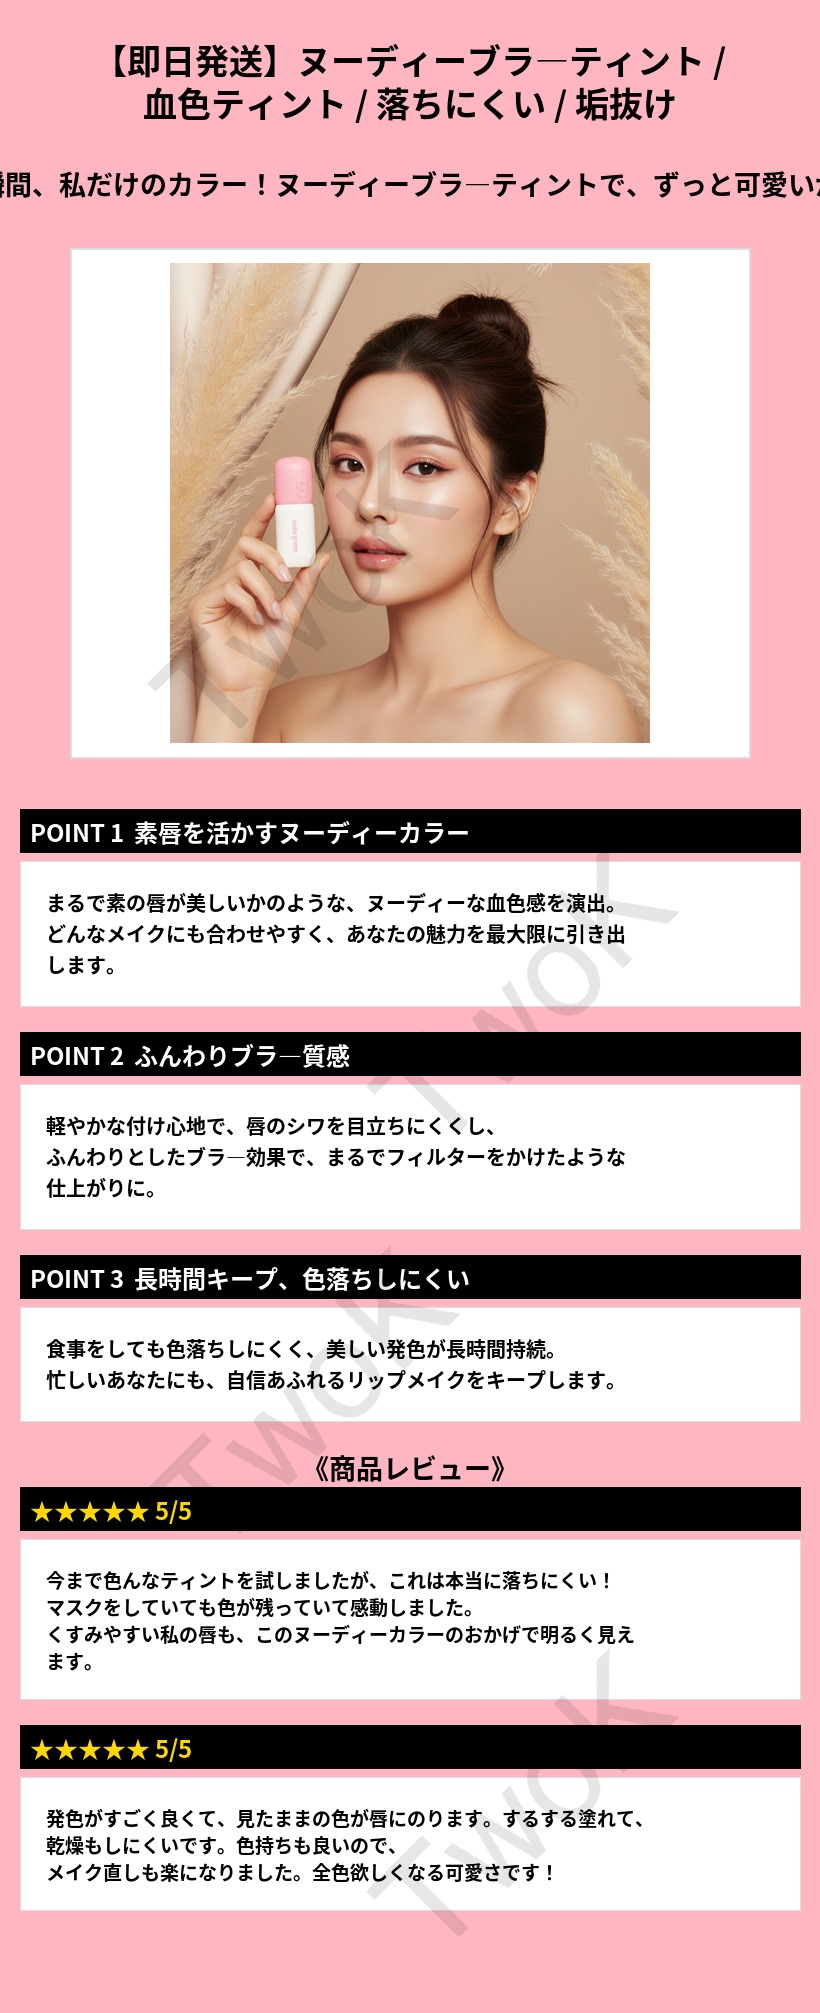 【即日発送】ヌーディーブラ―ティント /
血色ティント / 落ちにくい / 垢抜け
間、私だけのカラー！ヌーディーブラ―ティントで、ずっと可愛い
colorgram
TwoK
POINT 1 素唇を活かすヌーディーカラー
まるで素の唇が美しいかのような、ヌーディーな血色感を演出。
どんなメイクにも合わせやすく、あなたの魅力を最大限に引き出
します。
TwoK
POINT 2 ふんわりブラ―質感
軽やかな付け心地で、唇のシワを目立ちにくくし、
ふんわりとしたブラ―効果で、まるでフィルターをかけたような
仕上がりに。
POINT 3 長時間キープ、色落ちしにくい
食事をしても色落ちしにくく、美しい発色が長時間持続。
忙しいあなたにも、自信あふれるリップメイクをキープします。
TwoK
《商品レビュー》
★★★★★ 5/5
今まで色んなティントを試しましたが、これは本当に落ちにくい！
マスクをしていても色が残っていて感動しました。
くすみやすい私の唇も、このヌーディーカラーのおかげで明るく見え
ます。
★★★★★ 5/5
発色がすごく良くて、見たままの色が唇にのります。するする塗れて、
乾燥もしにくいです。色持ちも良いので、
メイク直しも楽になりました。全色欲しくなる可愛さです！
TwoK